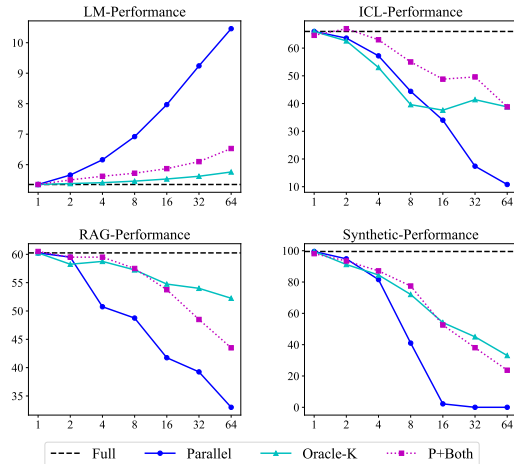 LM-Performance
10
9
8
7
6
1 2 4 8 16 32 64
ICL-Performance
60
50
40
30
20
10
1 2 4 8 16 32 64
RAG-Performance
60
55
50
45
40
35
1 2 4 8 16 32 64
Synthetic-Performance
100
80
60
40
20
0
1 2 4 8 16 32 64
Full Parallel Oracle-K P+Both